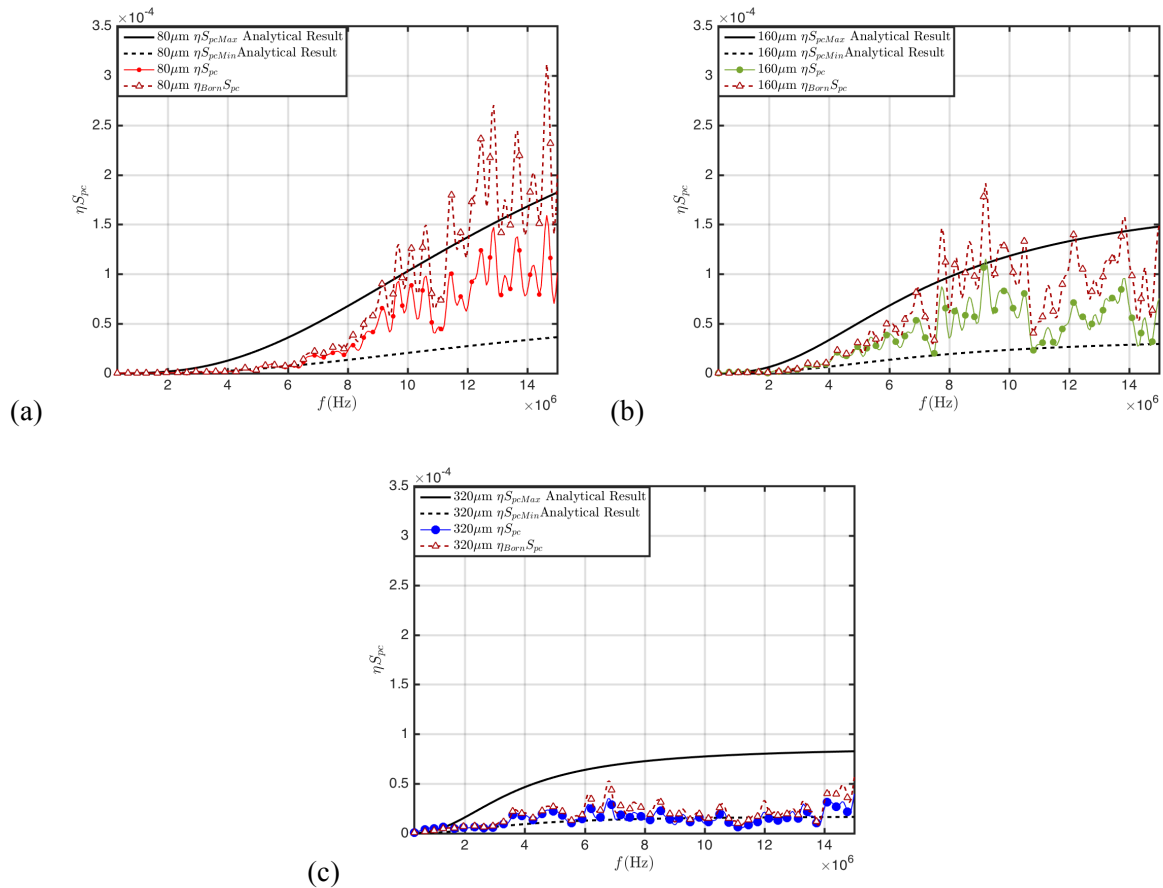 ×10⁻⁴
80μm ηS_pcMax Analytical Result
80μm ηS_pcMin Analytical Result
80μm ηS_pc
80μm η_Born S_pc
3.5
3
2.5
2
1.5
1
0.5
0
ηS_pc
2 4 6 8 10 12 14
f(Hz)
×10⁶
(a)
×10⁻⁴
160μm ηS_pcMax Analytical Result
160μm ηS_pcMin Analytical Result
160μm ηS_pc
160μm η_Born S_pc
3.5
3
2.5
2
1.5
1
0.5
0
ηS_pc
2 4 6 8 10 12 14
f(Hz)
×10⁶
(b)
×10⁻⁴
320μm ηS_pcMax Analytical Result
320μm ηS_pcMin Analytical Result
320μm ηS_pc
320μm η_Born S_pc
3.5
3
2.5
2
1.5
1
0.5
0
ηS_pc
2 4 6 8 10 12 14
f(Hz)
×10⁶
(c)